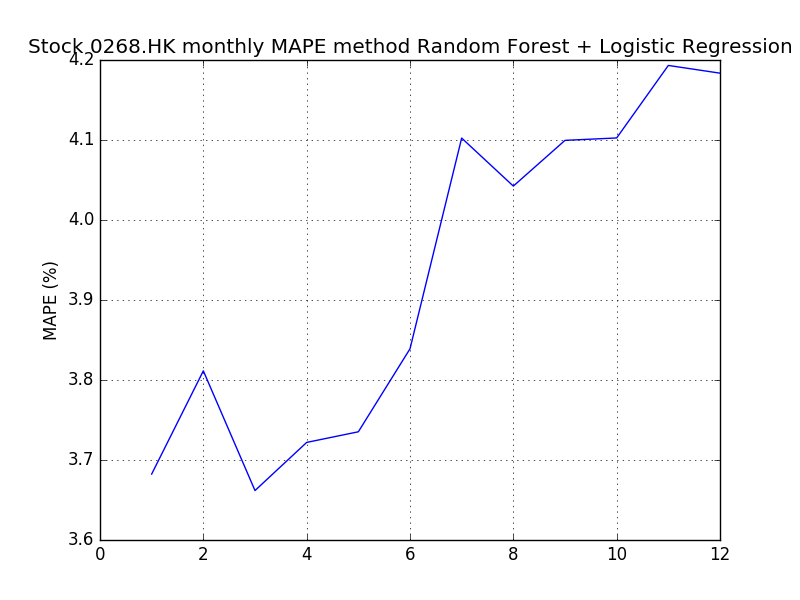 Stock 0268.HK monthly MAPE method Random Forest + Logistic Regression
MAPE (%)
4.2
4.1
4.0
3.9
3.8
3.7
3.6
0 2 4 6 8 10 12